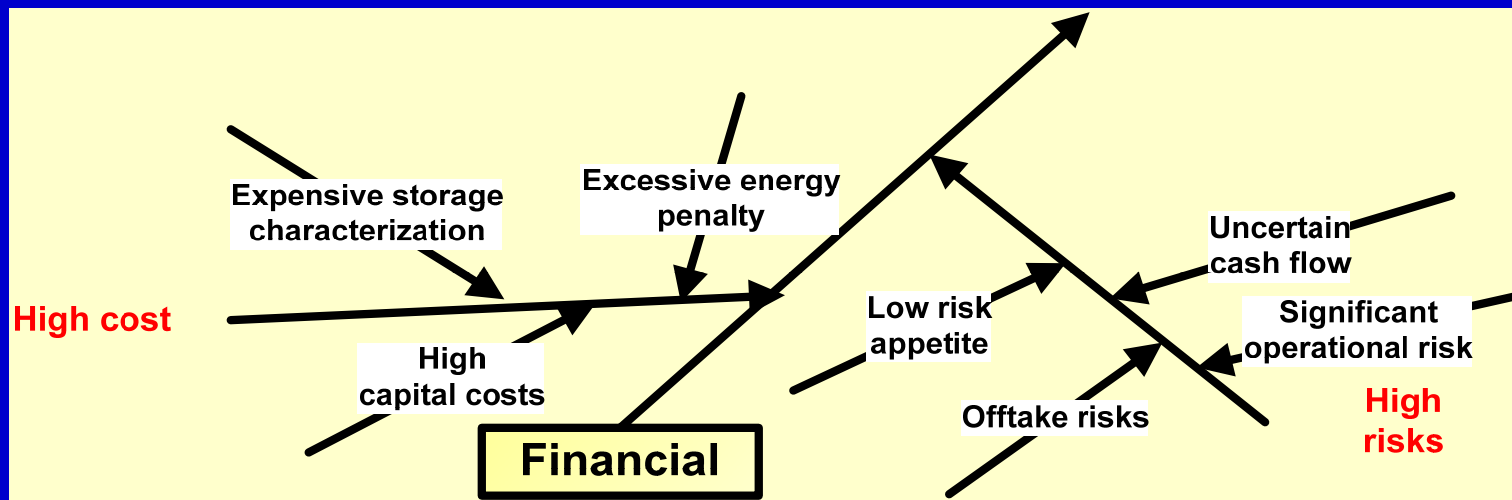 Expensive storage
characterization
Excessive energy
penalty
High cost
High
capital costs
Financial
Low risk
appetite
Uncertain
cash flow
Significant
operational risk
Offtake risks
High
risks